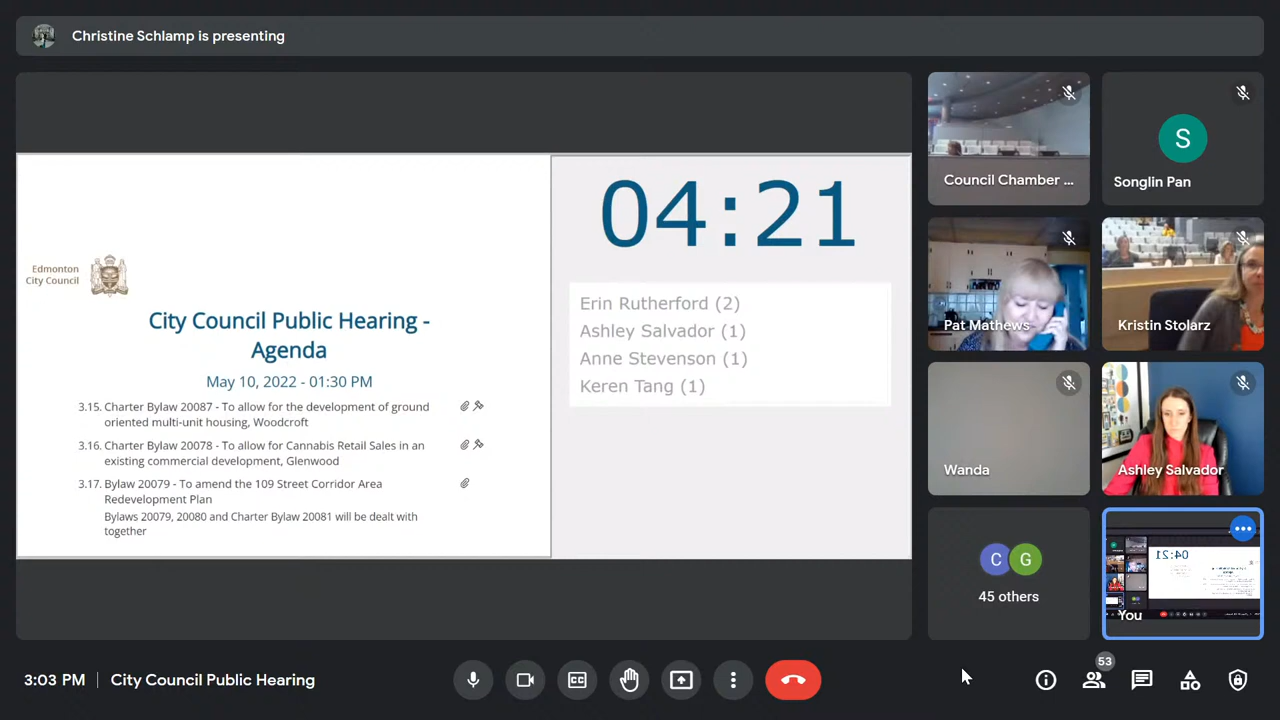 Christine Schlamp is presenting
Edmonton
City Council
City Council Public Hearing -
Agenda
May 10, 2022 - 01:30 PM
3.15. Charter Bylaw 20087 - To allow for the development of ground
oriented multi-unit housing, Woodcroft
3.16. Charter Bylaw 20078 - To allow for Cannabis Retail Sales in an
existing commercial development, Glenwood
3.17. Bylaw 20079 - To amend the 109 Street Corridor Area
Redevelopment Plan
Bylaws 20079, 20080 and Charter Bylaw 20081 will be dealt with
together
04:21
Erin Rutherford (2)
Ashley Salvador (1)
Anne Stevenson (1)
Keren Tang (1)
Council Chamber ...
S
Songlin Pan
Pat Mathews
Kristin Stolarz
Wanda
Ashley Salvador
C G
45 others
04:21
You
3:03 PM | City Council Public Hearing
CC
53